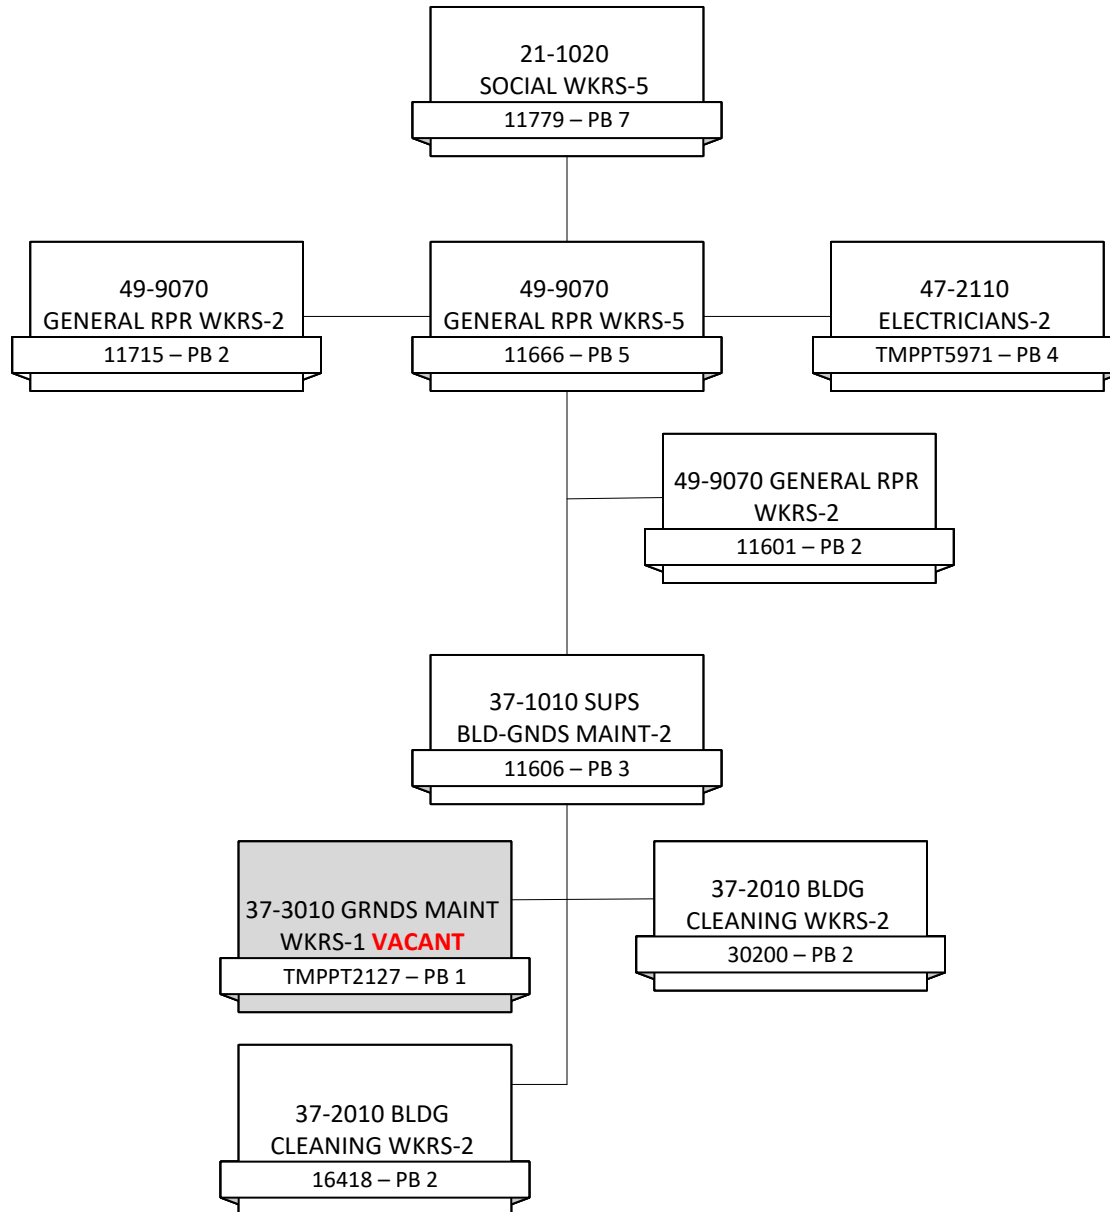 21-1020
SOCIAL WKRS-5
11779 – PB 7
49-9070
GENERAL RPR WKRS-2
11715 – PB 2
49-9070
GENERAL RPR WKRS-5
11666 – PB 5
47-2110
ELECTRICIANS-2
TMPPT5971 – PB 4
49-9070 GENERAL RPR
WKRS-2
11601 – PB 2
37-1010 SUPS
BLD-GNDS MAINT-2
11606 – PB 3
37-3010 GRNDS MAINT
WKRS-1 VACANT
TMPPT2127 – PB 1
37-2010 BLDG
CLEANING WKRS-2
30200 – PB 2
37-2010 BLDG
CLEANING WKRS-2
16418 – PB 2